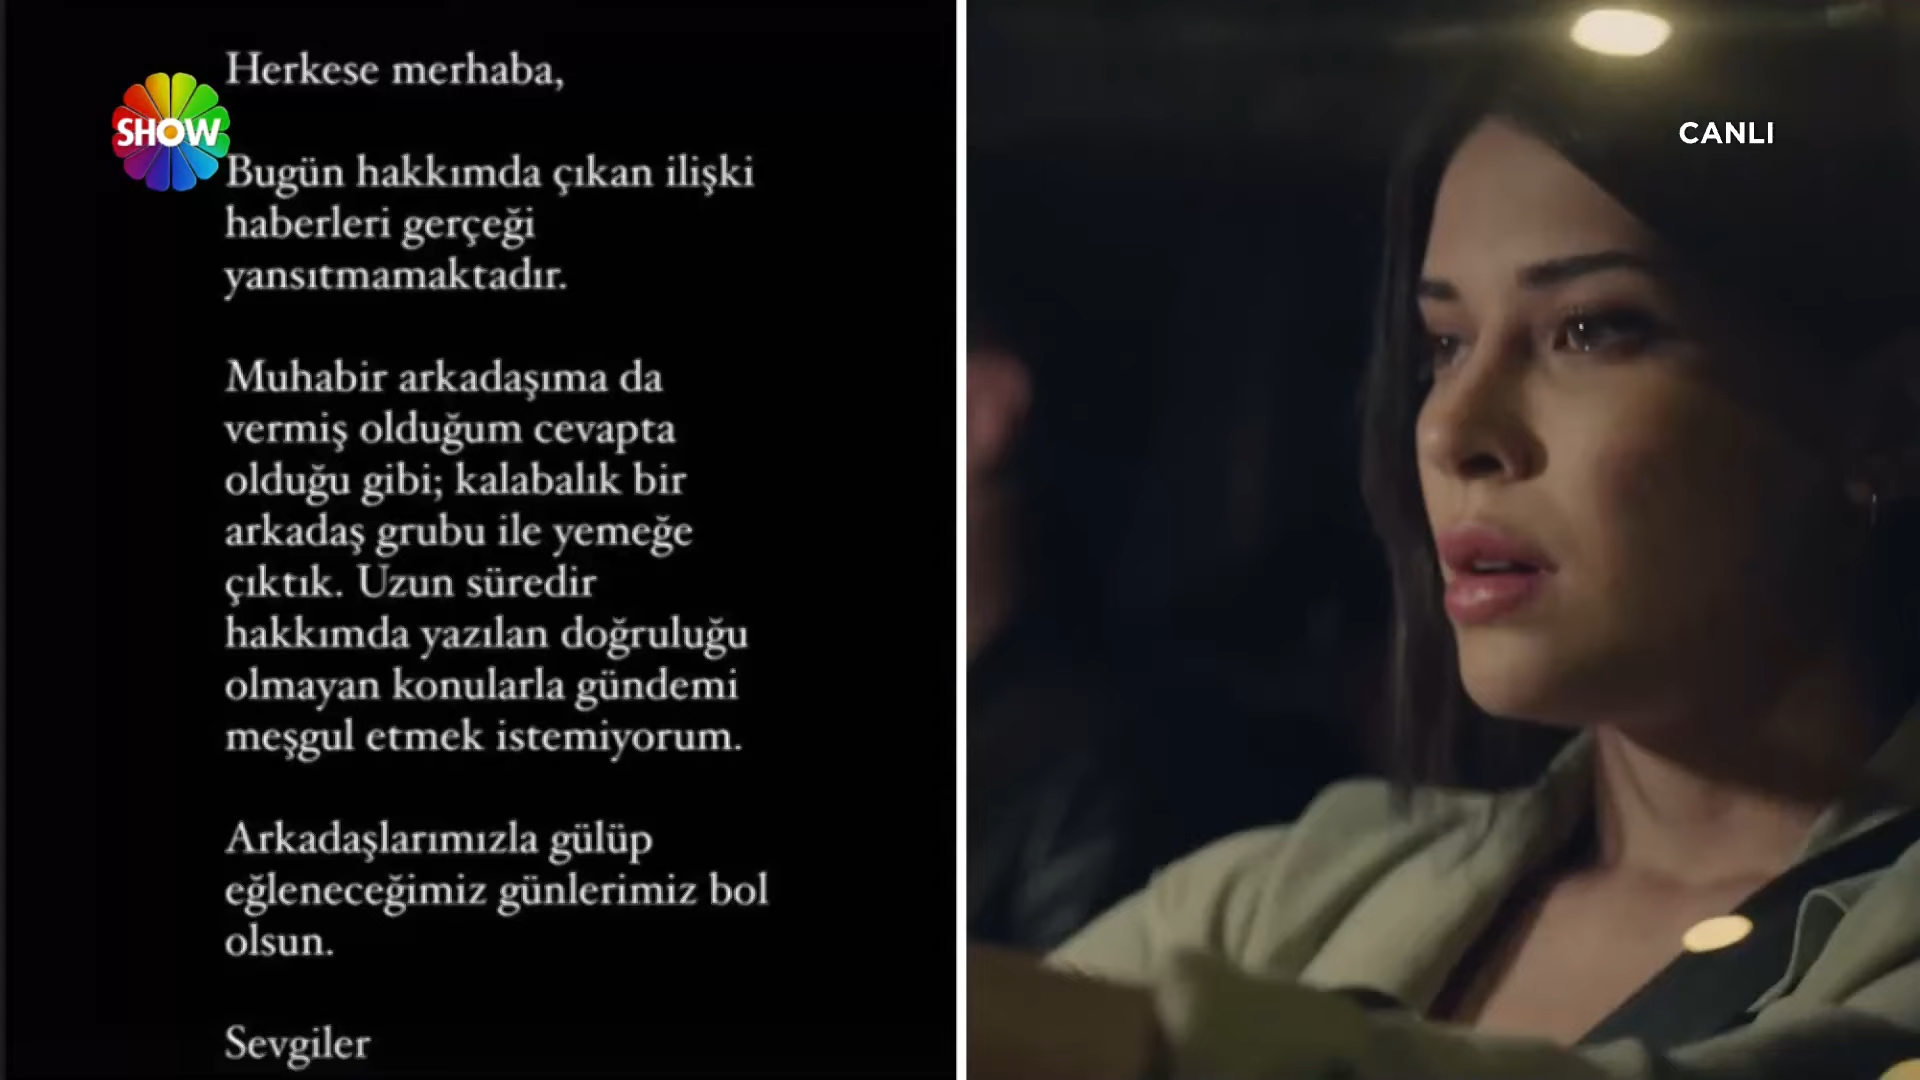 Herkese merhaba,
SHOW
CANLI
Bugün hakkımda çıkan ilişki
haberleri gerçeği
yansıtmamaktadır.
Muhabir arkadaşıma da
vermiş olduğum cevapta
olduğu gibi; kalabalık bir
arkadaş grubu ile yemeğe
çıktık. Uzun süredir
hakkımda yazılan doğruluğu
olmayan konularla gündemi
meşgul etmek istemiyorum.
Arkadaşlarımızla gülüp
eğleneceğimiz günlerimiz bol
olsun.
Sevgiler